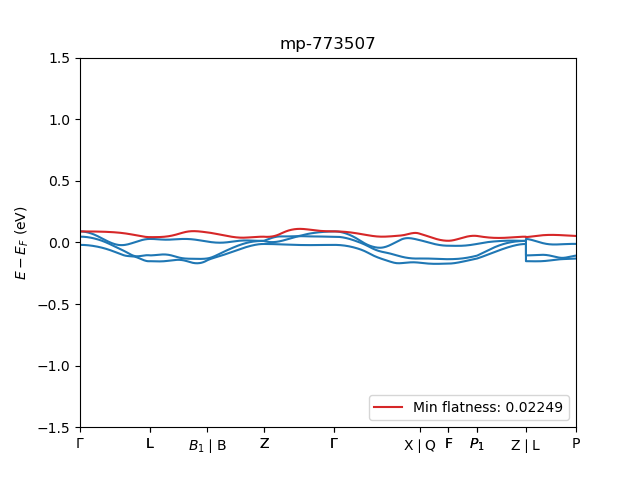 mp-773507
1.5
1.0
0.5
0.0
−0.5
−1.0
−1.5
E − E_F (eV)
Min flatness: 0.02249
Γ L B₁ | B Z Γ X | Q F P₁ Z | L P